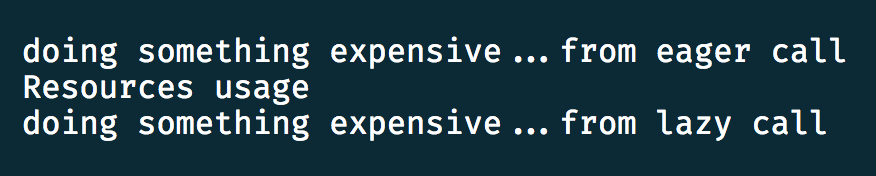 doing something expensive ... from eager call
Resources usage
doing something expensive ... from lazy call